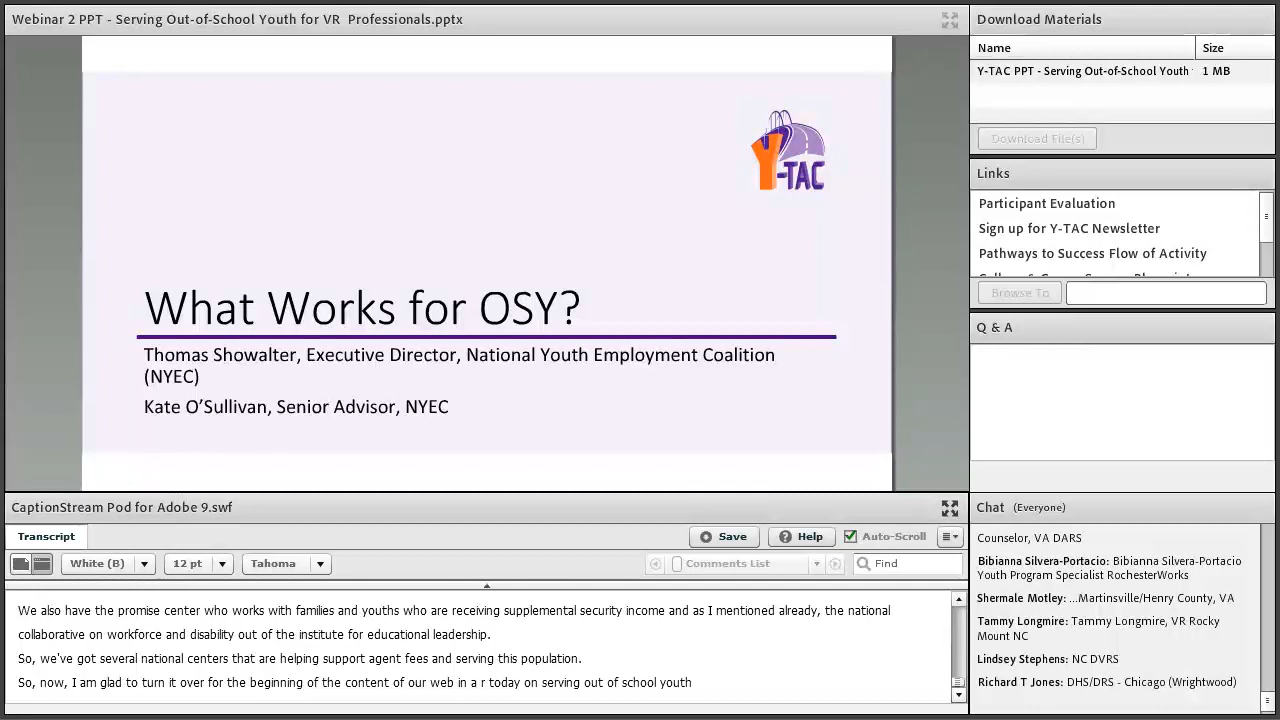 Webinar 2 PPT - Serving Out-of-School Youth for VR  Professionals.pptx
Y-TAC
What Works for OSY?
Thomas Showalter, Executive Director, National Youth Employment Coalition
(NYEC)
Kate O'Sullivan, Senior Advisor, NYEC
CaptionStream Pod for Adobe 9.swf
Transcript
Save
Help
Auto-Scroll
White (B)
12 pt
Tahoma
Comments List
Find
We also have the promise center who works with families and youths who are receiving supplemental security income and as I mentioned already, the national
collaborative on workforce and disability out of the institute for educational leadership.
So, we've got several national centers that are helping support agent fees and serving this population.
So, now, I am glad to turn it over for the beginning of the content of our web in a r today on serving out of school youth
Download Materials
Name Size
Y-TAC PPT - Serving Out-of-School Youth 1 MB
Download File(s)
Links
Participant Evaluation
Sign up for Y-TAC Newsletter
Pathways to Success Flow of Activity
Browse To
Q & A
Chat (Everyone)
Counselor, VA DARS
Bibianna Silvera-Portacio: Bibianna Silvera-Portacio
Youth Program Specialist RochesterWorks
Shermale Motley: ...Martinsville/Henry County, VA
Tammy Longmire: Tammy Longmire, VR Rocky
Mount NC
Lindsey Stephens: NC DVRS
Richard T Jones: DHS/DRS - Chicago (Wrightwood)